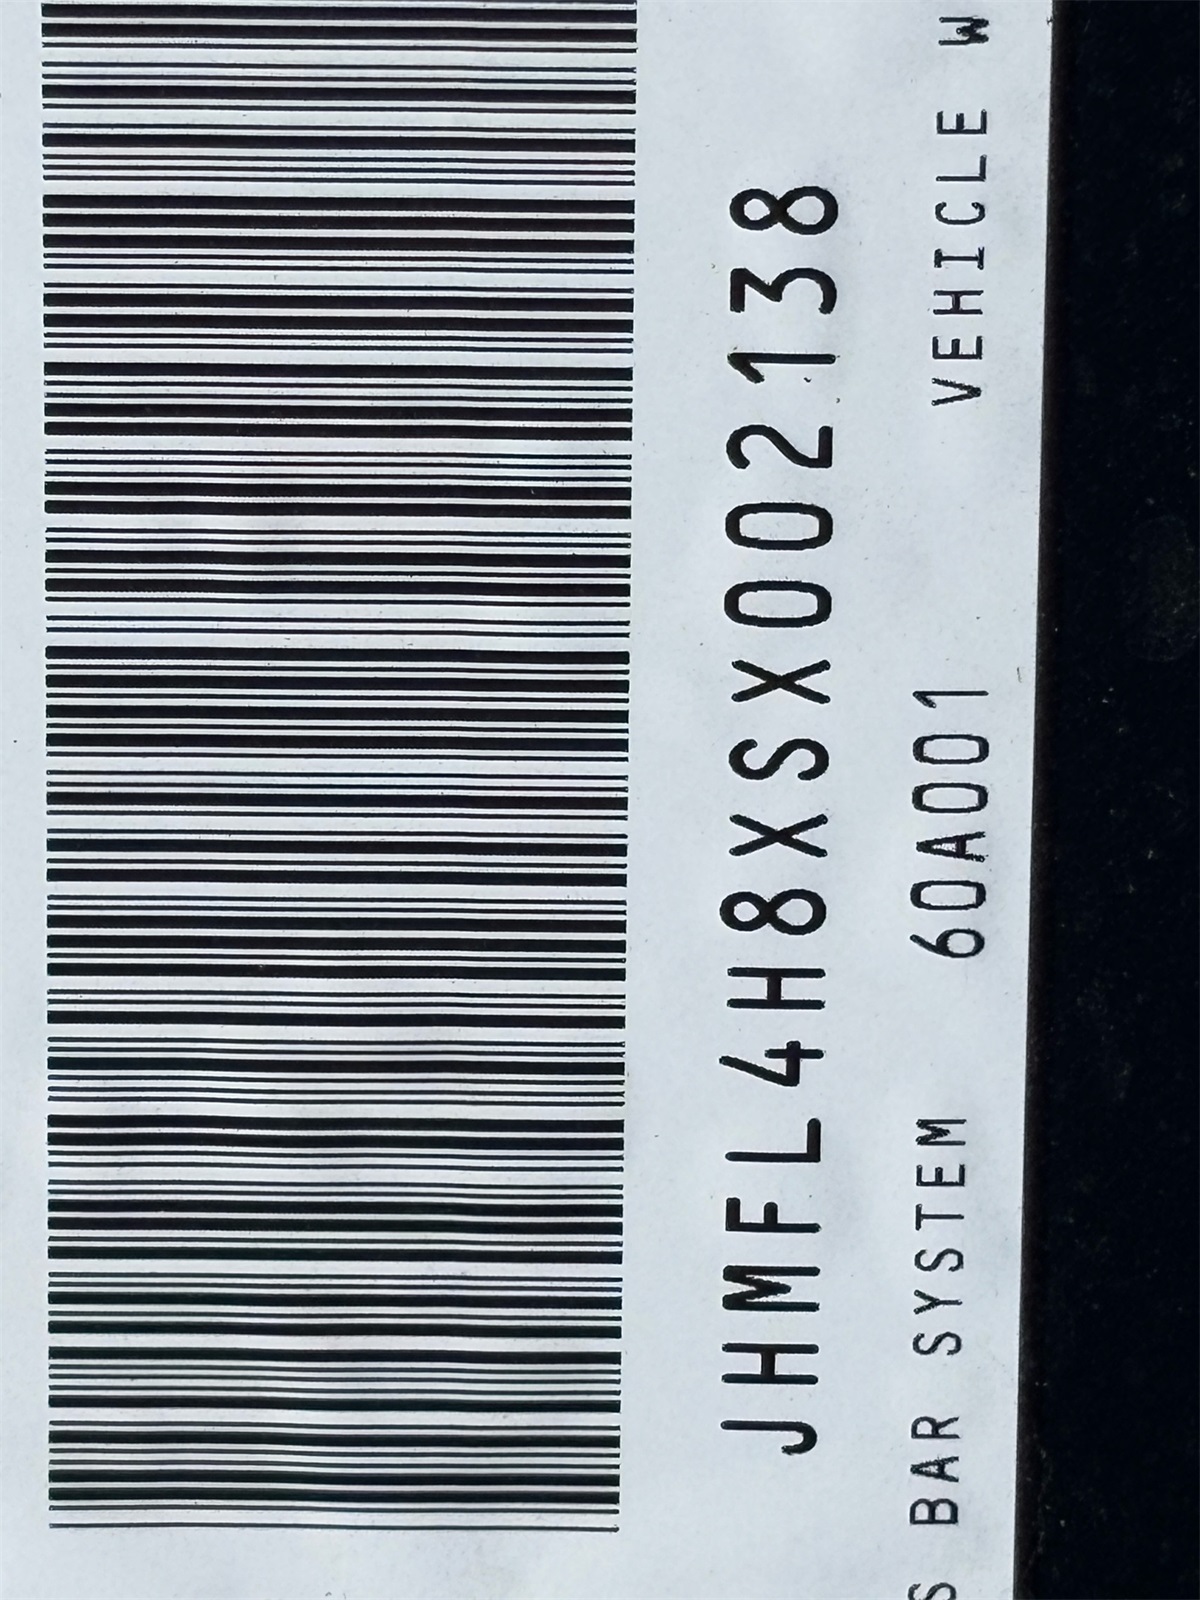 JHMFL4H8XSX002138
S BAR SYSTEM 60A001 VEHICLE W